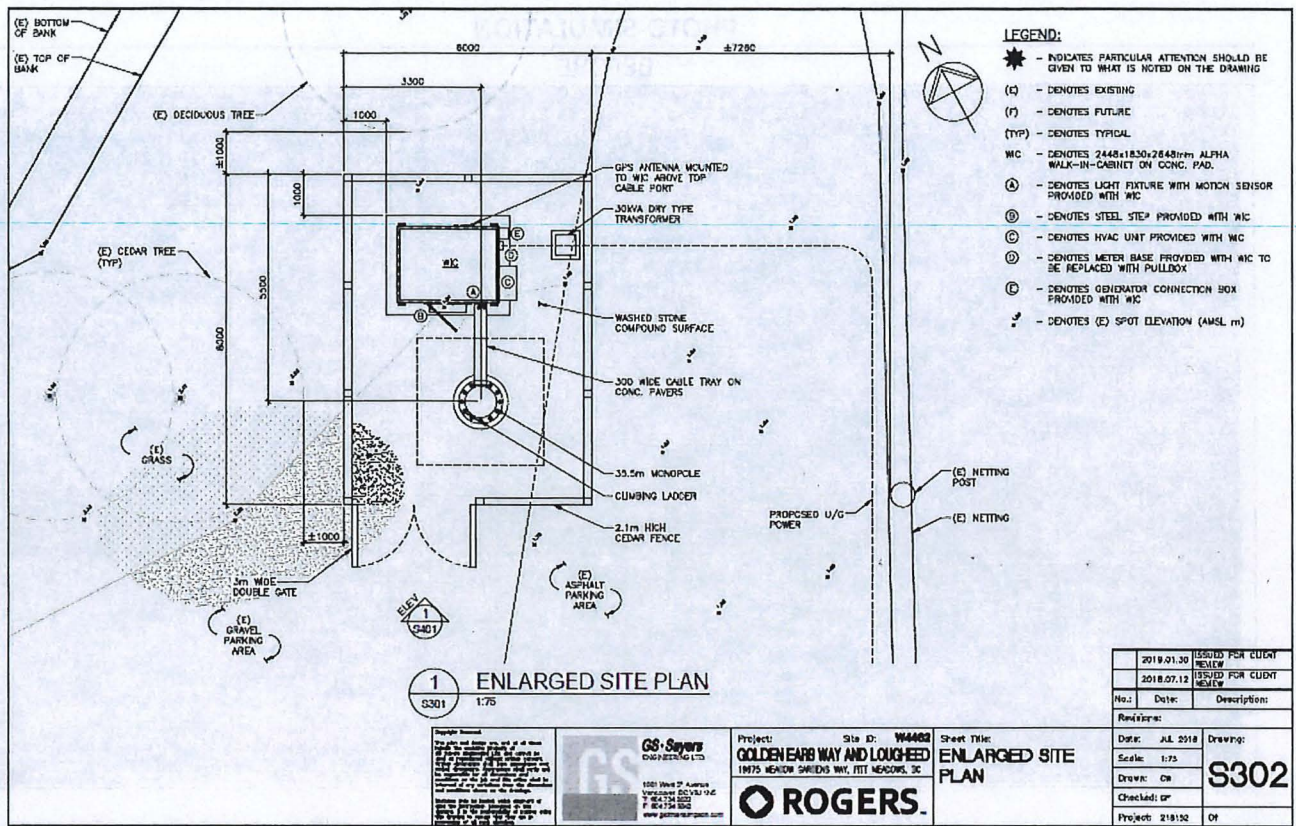 PHOTO SIMULATION
(E) BOTTOM
OF BANK
(E) TOP OF
BANK
6000
±7260
3300
1000
(E) DECIDUOUS TREE
±1000
1000
5500
8000
±1000
(E) CEDAR TREE
(TYP)
GPS ANTENNA MOUNTED
TO WIC ABOVE TOP
CABLE PORT
30KVA DRY TYPE
TRANSFORMER
WIC
A
B
C
D
E
WASHED STONE
COMPOUND SURFACE
300 WIDE CABLE TRAY ON
CONC. PAVERS
(E)
GRASS
CLIMBING LADDER
2.1m HIGH
CEDAR FENCE
PROPOSED U/G
POWER
(E) NETTING
POST
(E) NETTING
3m WIDE
DOUBLE GATE
(E)
GRAVEL
PARKING
AREA
(E)
ASPHALT
PARKING
AREA
ELEV
1
S401
N
LEGEND:
- INDICATES PARTICULAR ATTENTION SHOULD BE
GIVEN TO WHAT IS NOTED ON THE DRAWING
(E) - DENOTES EXISTING
(F) - DENOTES FUTURE
(TYP) - DENOTES TYPICAL
WIC - DENOTES 2448x1830x2648mm ALPHA
WALK-IN-CABINET ON CONC. PAD.
A - DENOTES LIGHT FIXTURE WITH MOTION SENSOR
PROVIDED WITH WIC
B - DENOTES STEEL STEP PROVIDED WITH WIC
C - DENOTES HVAC UNIT PROVIDED WITH WIC
D - DENOTES METER BASE PROVIDED WITH WIC TO
BE REPLACED WITH PULLBOX
E - DENOTES GENERATOR CONNECTION BOX
PROVIDED WITH WIC
- DENOTES (E) SPOT ELEVATION (AMSL m)
1
S301
ENLARGED SITE PLAN
1:75
GS
GS•Sayers
ENGINEERING LTD.
Project: Site ID: W4462
GOLDEN EARS WAY AND LOUGHEED
19675 MEADOW GARDENS WAY, PITT MEADOWS, BC
ROGERS
Sheet Title:
ENLARGED SITE
PLAN
2019.01.30 ISSUED FOR CLIENT REVIEW
2018.07.12 ISSUED FOR CLIENT REVIEW
No.: Date: Description:
Revisions:
Date: JUL 2018
Scale: 1:75
Drawn:
Checked:
Project: 218152
Drawing:
S302
Of